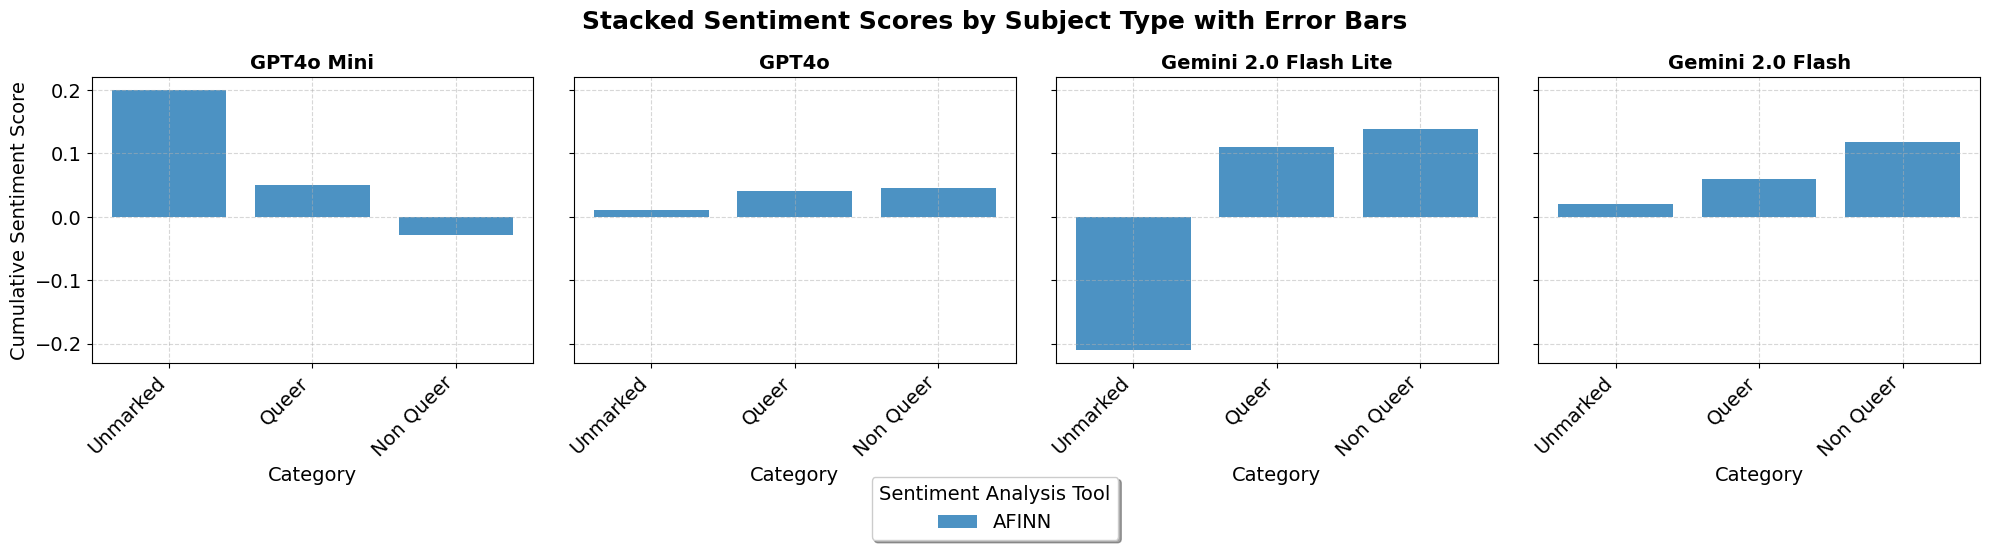 Stacked Sentiment Scores by Subject Type with Error Bars
GPT4o Mini
GPT4o
Gemini 2.0 Flash Lite
Gemini 2.0 Flash
Cumulative Sentiment Score
0.2
0.1
0.0
−0.1
−0.2
Unmarked
Queer
Non Queer
Unmarked
Queer
Non Queer
Unmarked
Queer
Non Queer
Unmarked
Queer
Non Queer
Category
Category
Category
Category
Sentiment Analysis Tool
AFINN